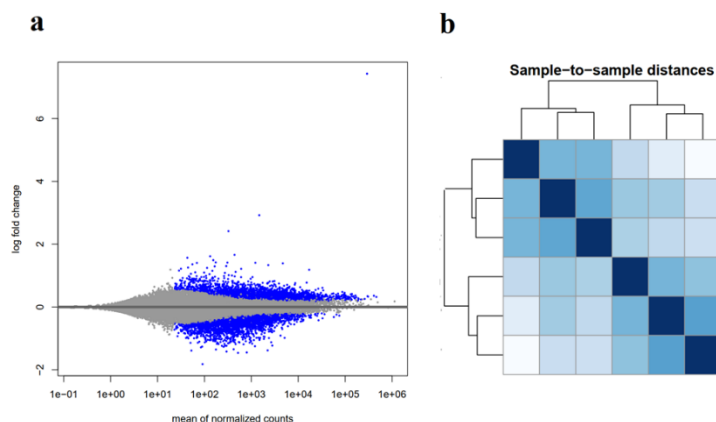 a
b
log fold change
6
4
2
0
−2
1e−01 1e+00 1e+01 1e+02 1e+03 1e+04 1e+05 1e+06
mean of normalized counts
Sample−to−sample distances